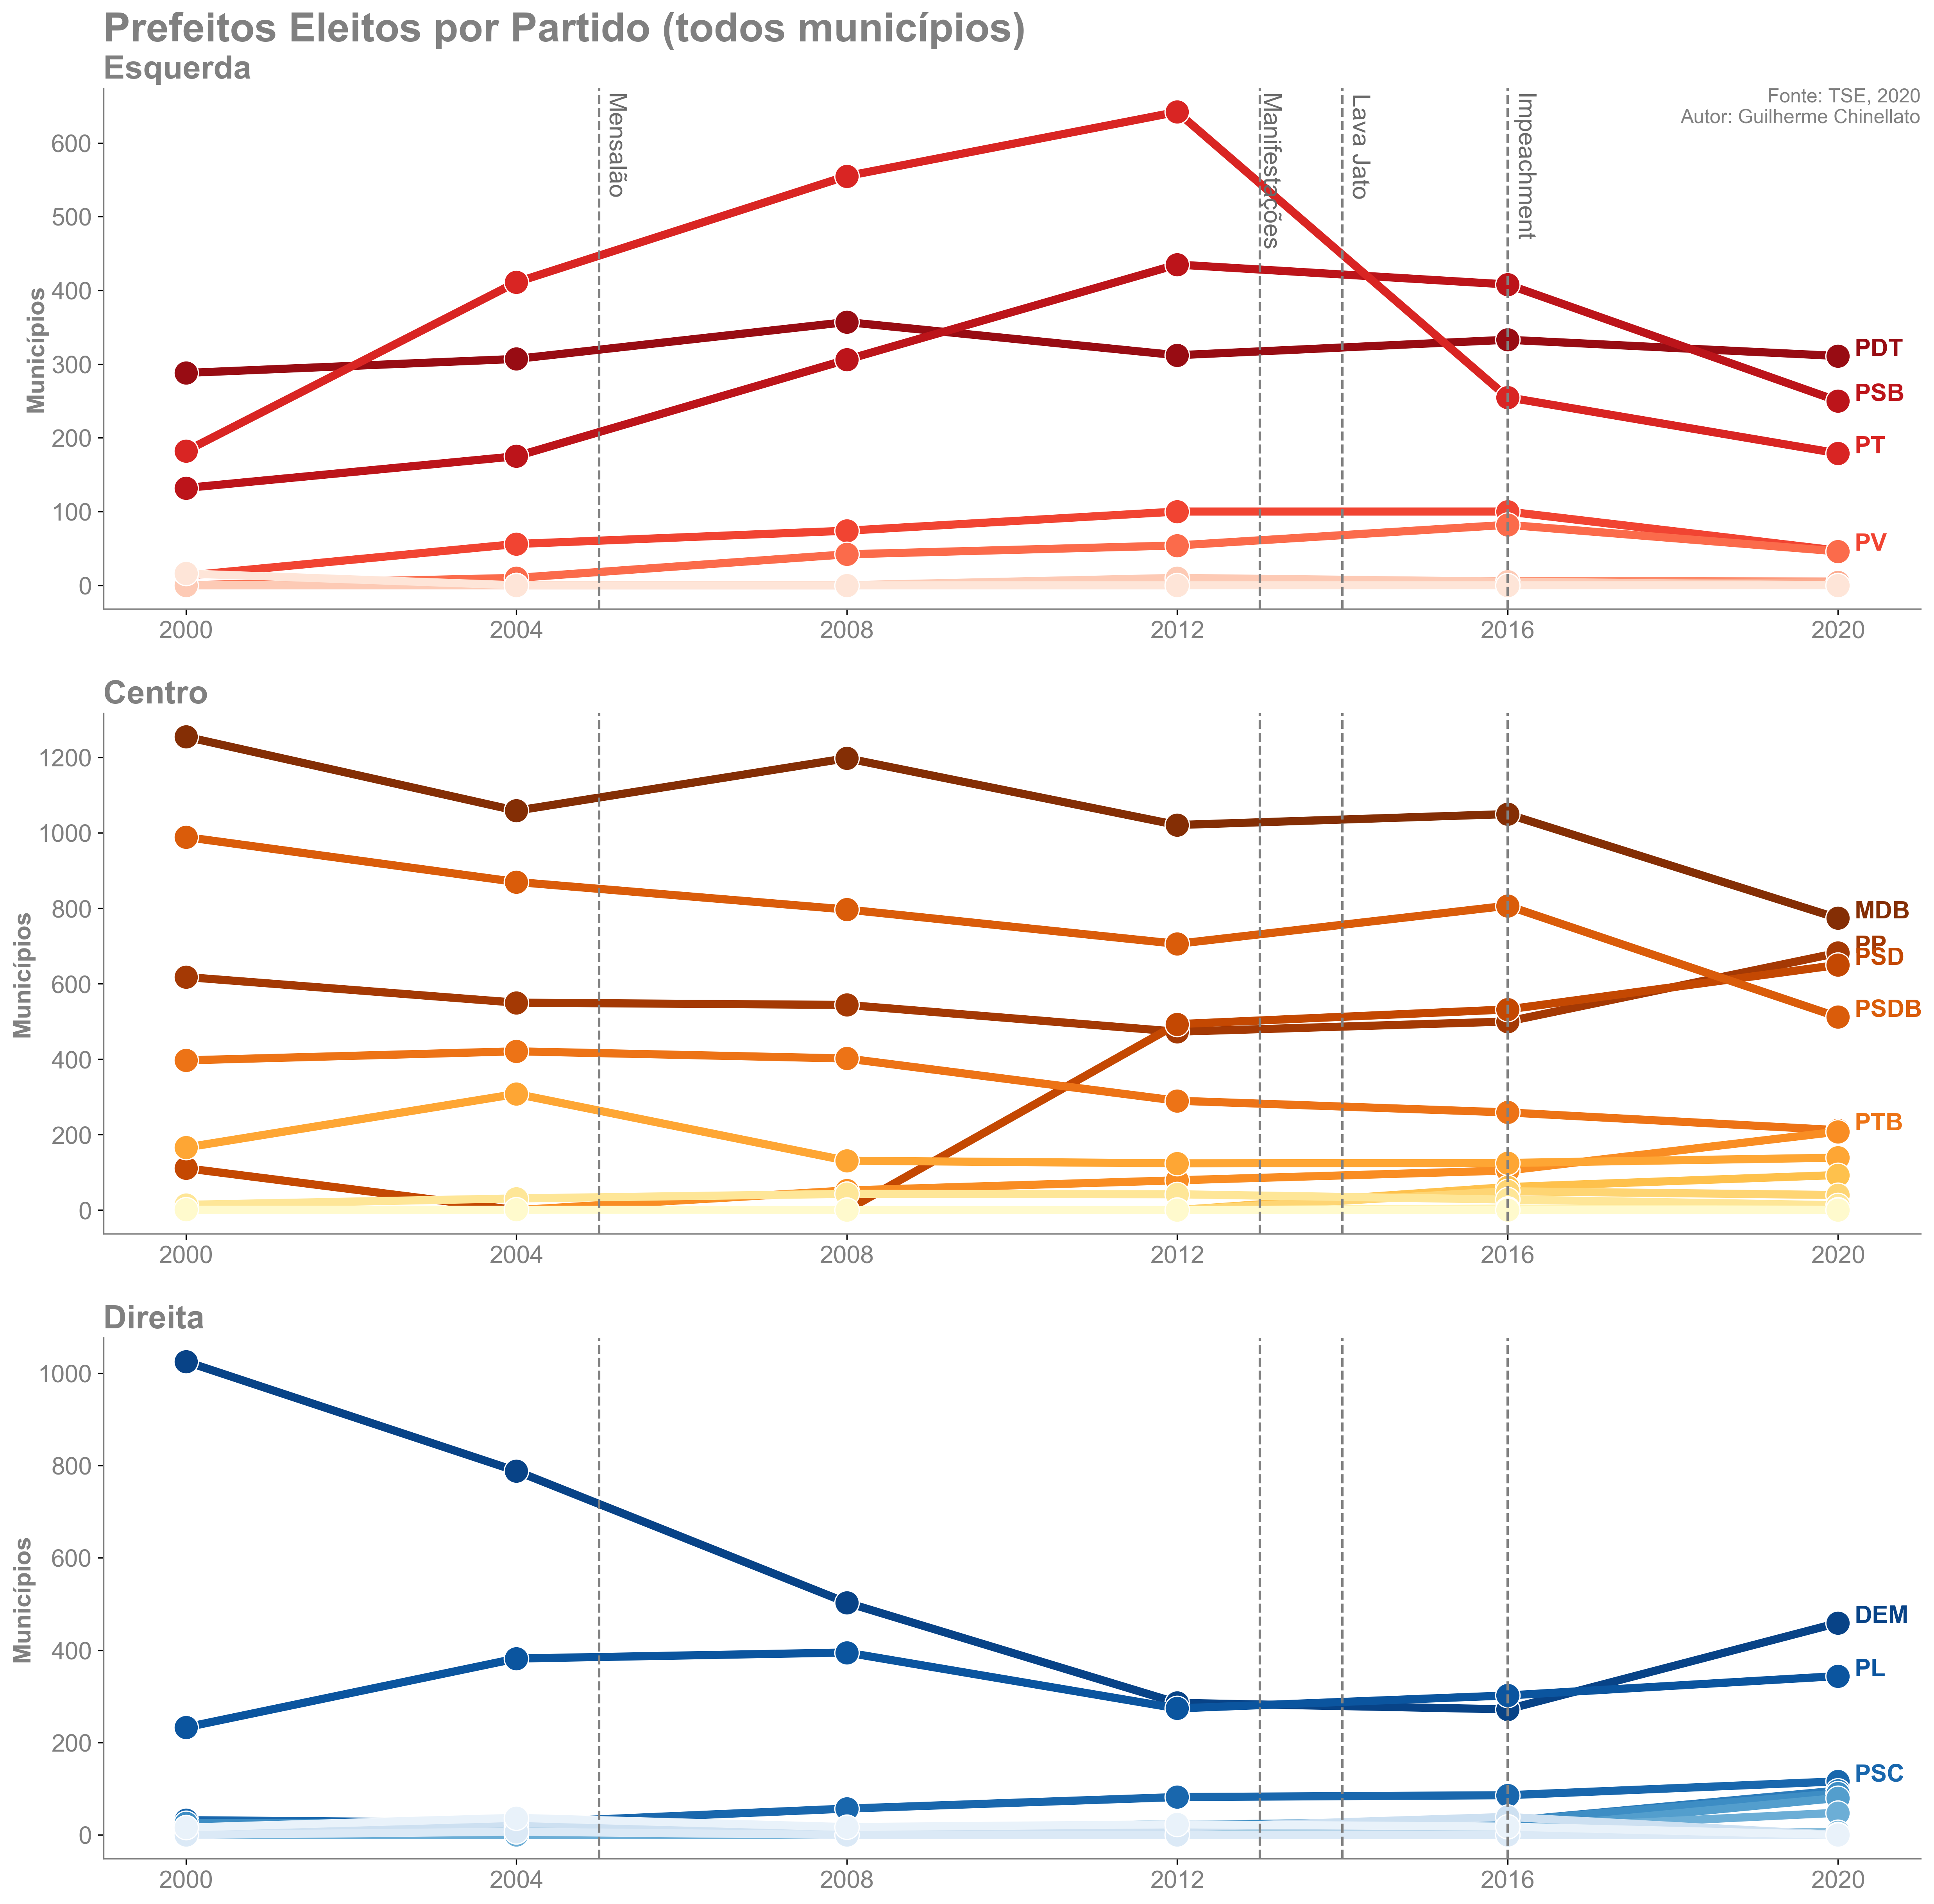 Prefeitos Eleitos por Partido (todos municípios)
Esquerda
Fonte: TSE, 2020
Autor: Guilherme Chinellato
Mensalão
Manifestações
Lava Jato
Impeachment
Municípios
600
500
400
300
200
100
0
PDT
PSB
PT
PV
2000 2004 2008 2012 2016 2020
Centro
Municípios
1200
1000
800
600
400
200
0
MDB
PP
PSD
PSDB
PTB
2000 2004 2008 2012 2016 2020
Direita
Municípios
1000
800
600
400
200
0
DEM
PL
PSC
2000 2004 2008 2012 2016 2020